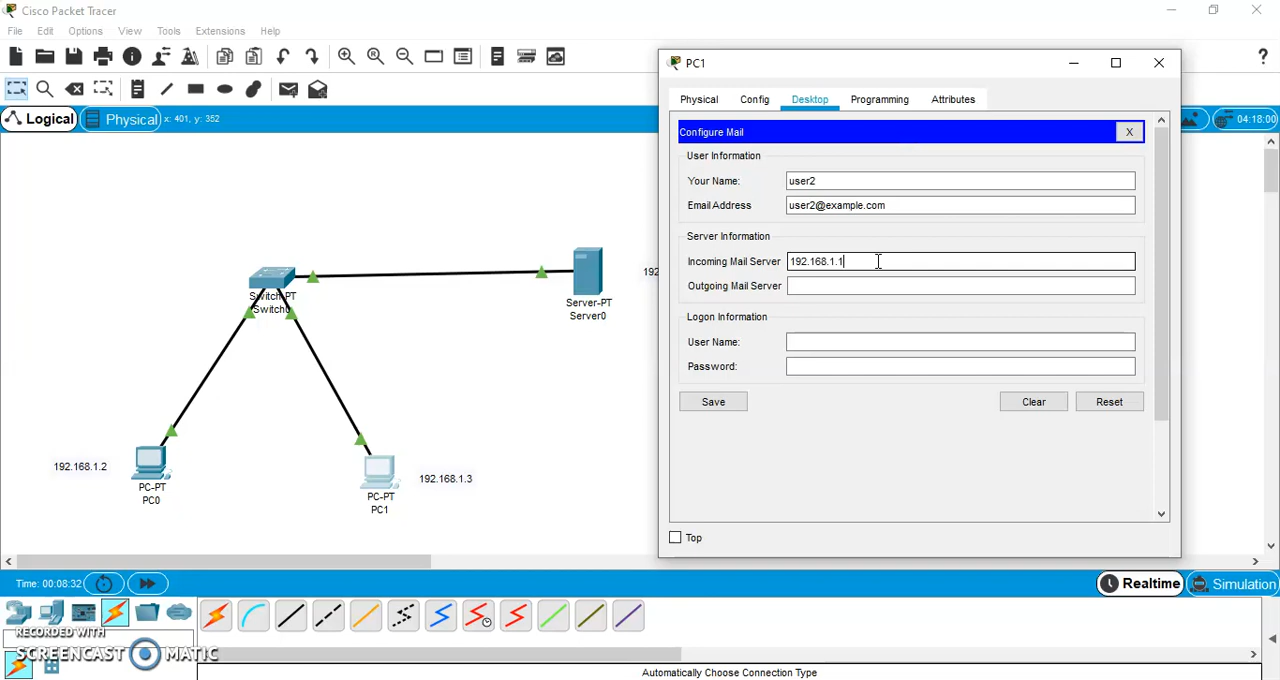 Cisco Packet Tracer
File Edit Options View Tools Extensions Help
?
Logical Physical x: 401, y: 352
04:18:00
PC1
Physical Config Desktop Programming Attributes
Configure Mail X
User Information
Your Name: user2
Email Address user2@example.com
Server Information
Incoming Mail Server 192.168.1.1
Outgoing Mail Server
Logon Information
User Name:
Password:
Save Clear Reset
Top
Switch-PT
Switch0
Server-PT
Server0
192
192.168.1.2
PC-PT
PC0
PC-PT
PC1
192.168.1.3
Time: 00:08:32
Realtime Simulation
RECORDED WITH
SCREENCAST MATIC
Automatically Choose Connection Type